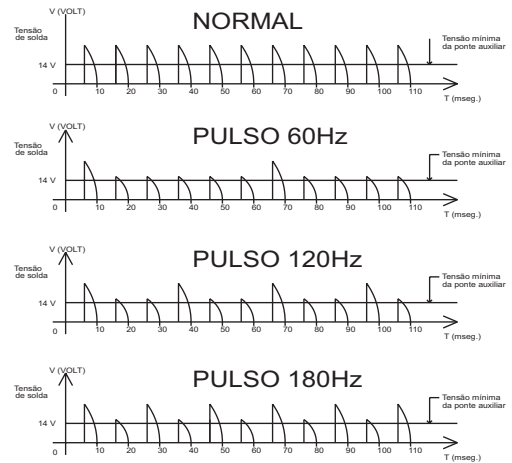 V (VOLT)
NORMAL
Tensão
de solda
Tensão mínima
da ponte auxiliar
14 V
0
10 20 30 40 50 60 70 80 90 100 110
T (mseg.)
V (VOLT)
PULSO 60Hz
Tensão
de solda
Tensão mínima
da ponte auxiliar
14 V
0
10 20 30 40 50 60 70 80 90 100 110
T (mseg.)
V (VOLT)
PULSO 120Hz
Tensão
de solda
Tensão mínima
da ponte auxiliar
14 V
0
10 20 30 40 50 60 70 80 90 100 110
T (mseg.)
V (VOLT)
PULSO 180Hz
Tensão
de solda
Tensão mínima
da ponte auxiliar
14 V
0
10 20 30 40 50 60 70 80 90 100 110
T (mseg.)